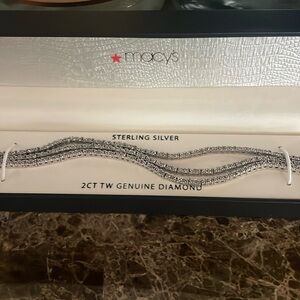 macy's
STERLING SILVER
2CT TW GENUINE DIAMOND